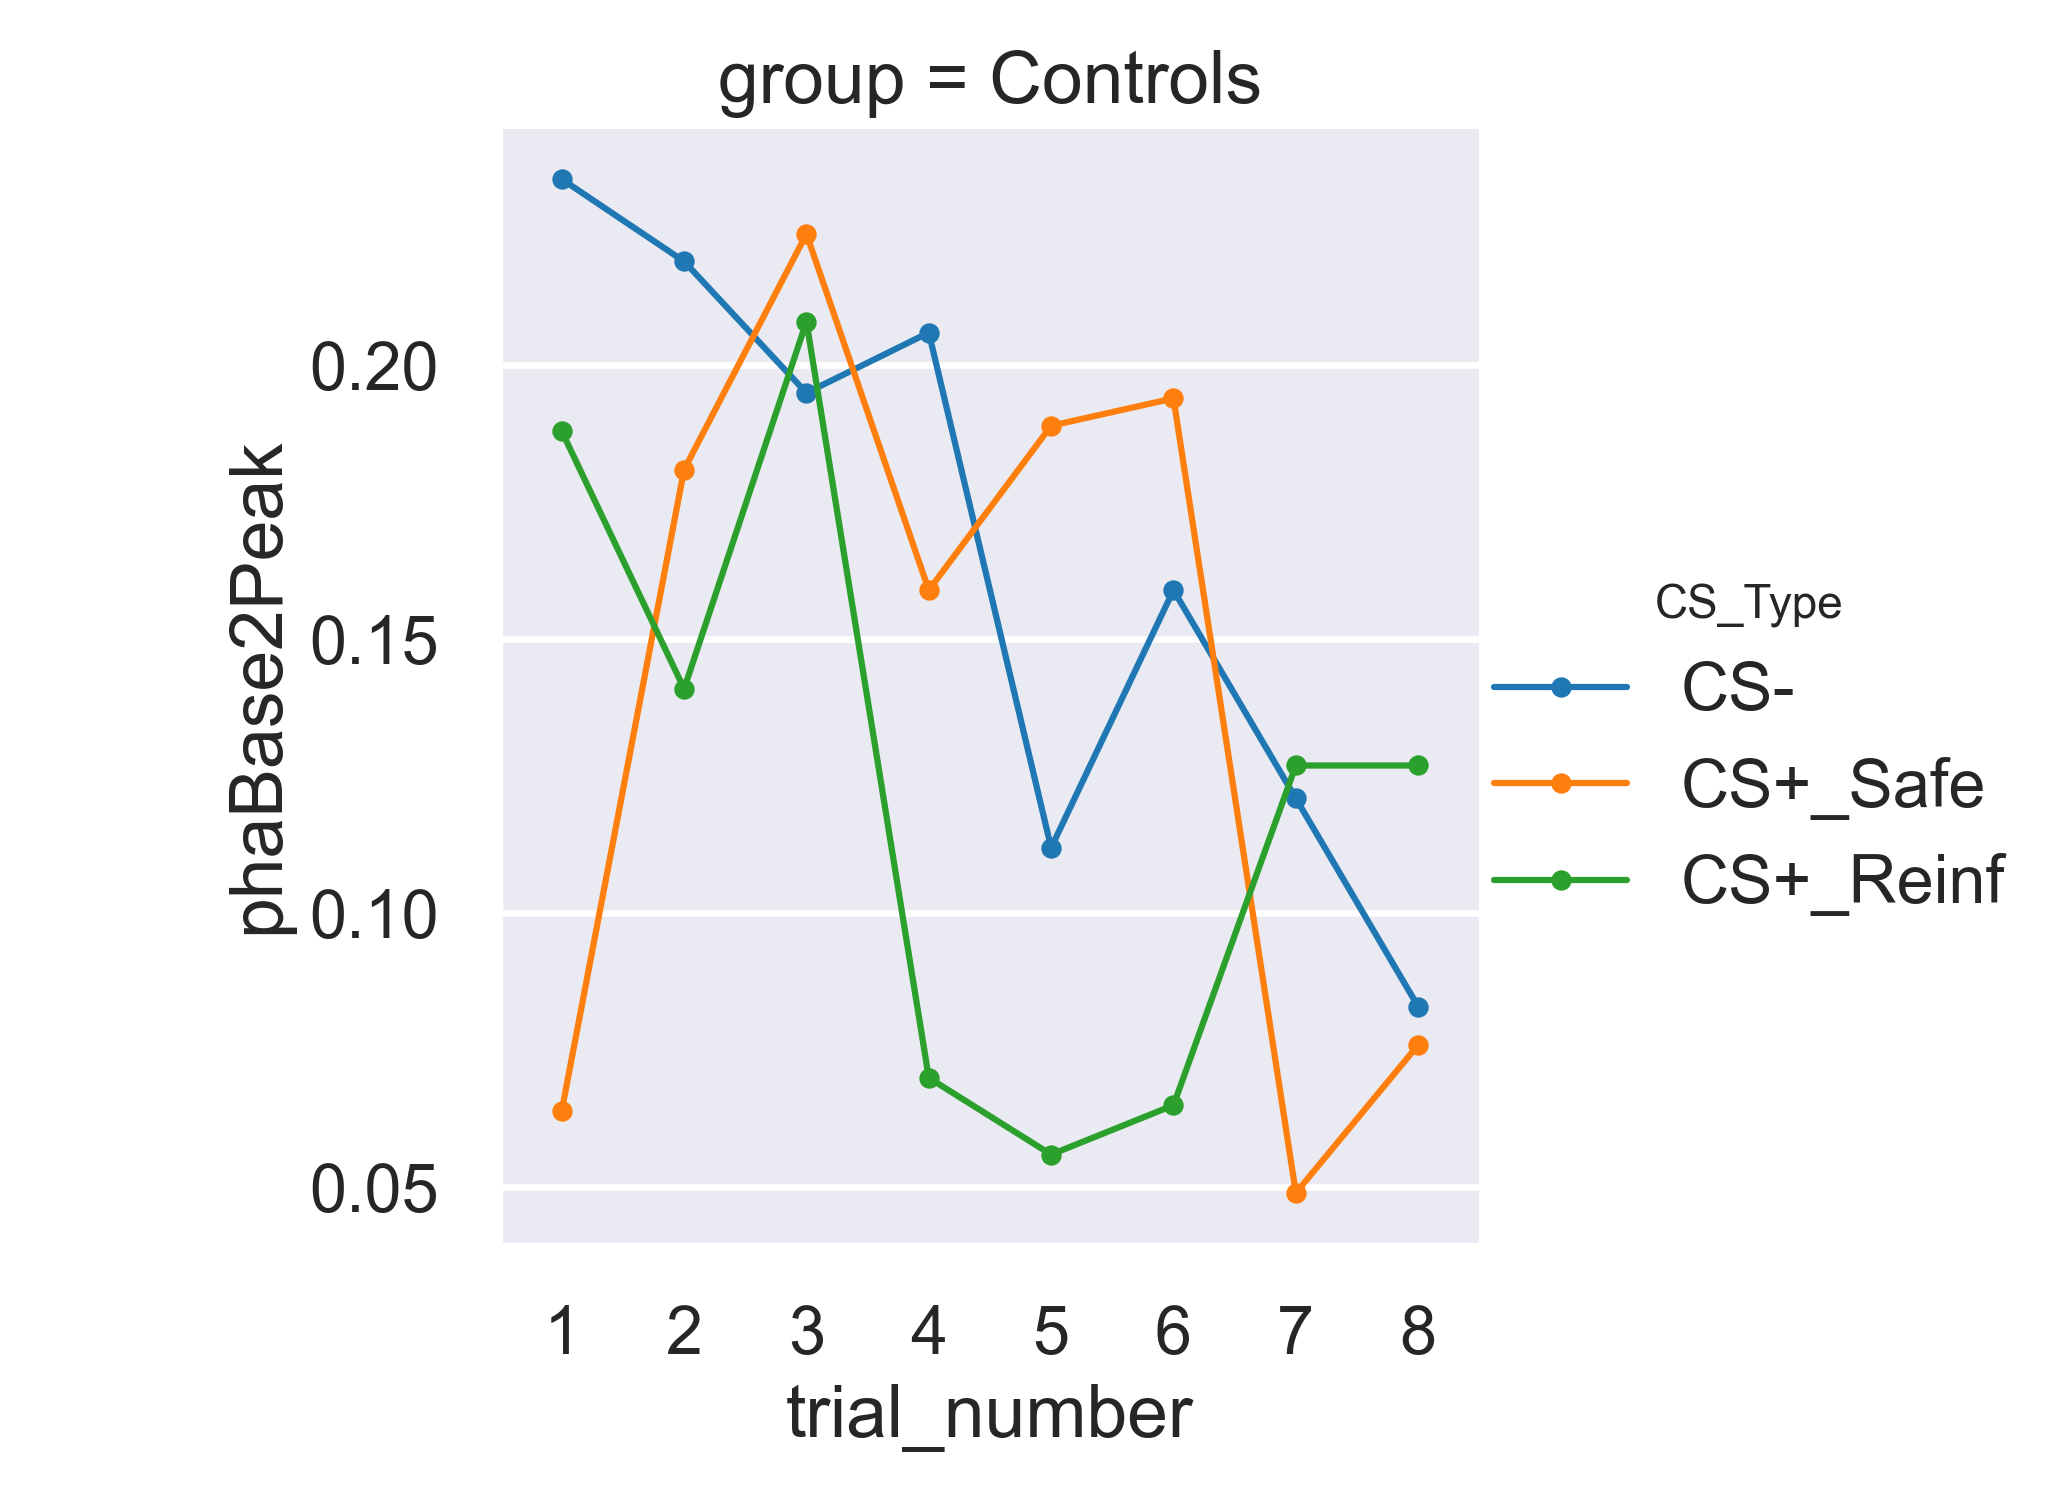 group = Controls
phaBase2Peak
0.20
0.15
0.10
0.05
1 2 3 4 5 6 7 8
trial_number
CS_Type
CS-
CS+_Safe
CS+_Reinf